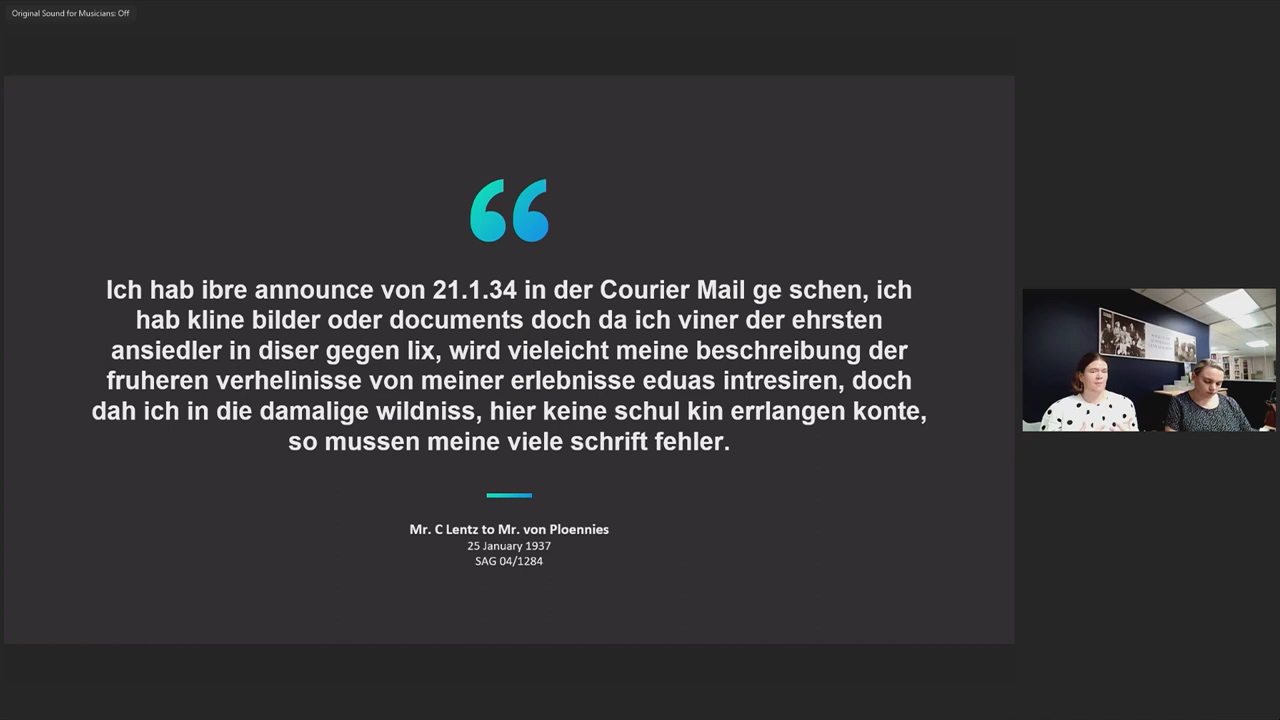 Original Sound for Musicians: Off
Ich hab ibre announce von 21.1.34 in der Courier Mail ge schen, ich
hab kline bilder oder documents doch da ich viner der ehrsten
ansiedler in diser gegen lix, wird vieleicht meine beschreibung der
fruheren verhelinisse von meiner erlebnisse eduas intresiren, doch
dah ich in die damalige wildniss, hier keine schul kin errlangen konte,
so mussen meine viele schrift fehler.
Mr. C Lentz to Mr. von Ploennies
25 January 1937
SAG 04/1284